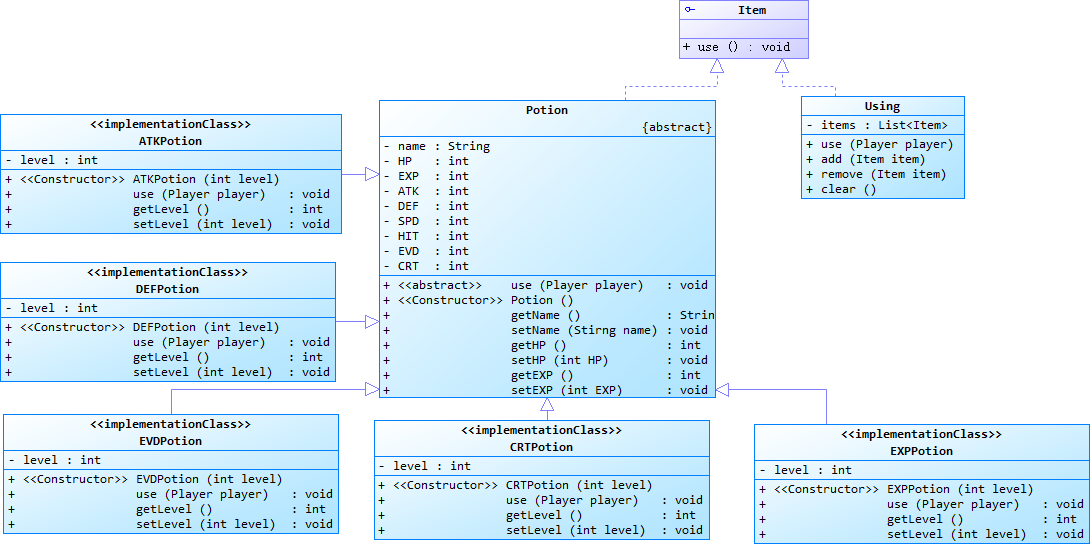 Item
+ use () : void
Potion
{abstract}
- name : String
- HP : int
- EXP : int
- ATK : int
- DEF : int
- SPD : int
- HIT : int
- EVD : int
- CRT : int
+ <<abstract>> use (Player player) : void
+ <<Constructor>> Potion ()
+ getName () : Strin
+ setName (Stirng name) : void
+ getHP () : int
+ setHP (int HP) : void
+ getEXP () : int
+ setEXP (int EXP) : void
Using
- items : List<Item>
+ use (Player player)
+ add (Item item)
+ remove (Item item)
+ clear ()
<<implementationClass>>
ATKPotion
- level : int
+ <<Constructor>> ATKPotion (int level)
+ use (Player player) : void
+ getLevel () : int
+ setLevel (int level) : void
<<implementationClass>>
DEFPotion
- level : int
+ <<Constructor>> DEFPotion (int level)
+ use (Player player) : void
+ getLevel () : int
+ setLevel (int level) : void
<<implementationClass>>
EVDPotion
- level : int
+ <<Constructor>> EVDPotion (int level)
+ use (Player player) : void
+ getLevel () : int
+ setLevel (int level) : void
<<implementationClass>>
CRTPotion
- level : int
+ <<Constructor>> CRTPotion (int level)
+ use (Player player) : void
+ getLevel () : int
+ setLevel (int level) : void
<<implementationClass>>
EXPPotion
- level : int
+ <<Constructor>> EXPPotion (int level)
+ use (Player player) : void
+ getLevel () : int
+ setLevel (int level) : void